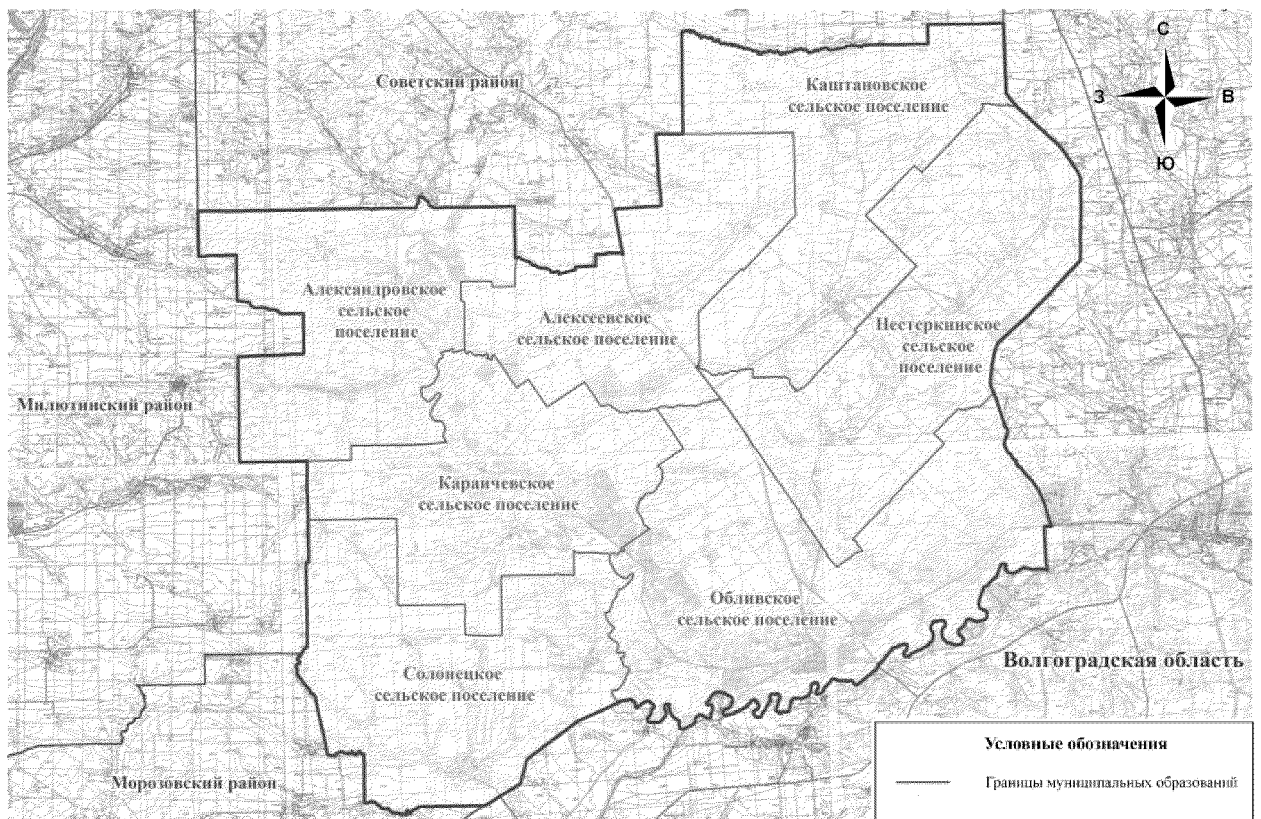 Советский район
Каштановское
сельское поселение
С
З
В
Ю
Александровское
сельское
поселение
Алексеевское
сельское поселение
Нестеркинское
сельское
поселение
Милютинский район
Караичевское
сельское поселение
Обливское
сельское поселение
Солонецкое
сельское поселение
Волгоградская область
Морозовский район
Условные обозначения
Границы муниципальных образований